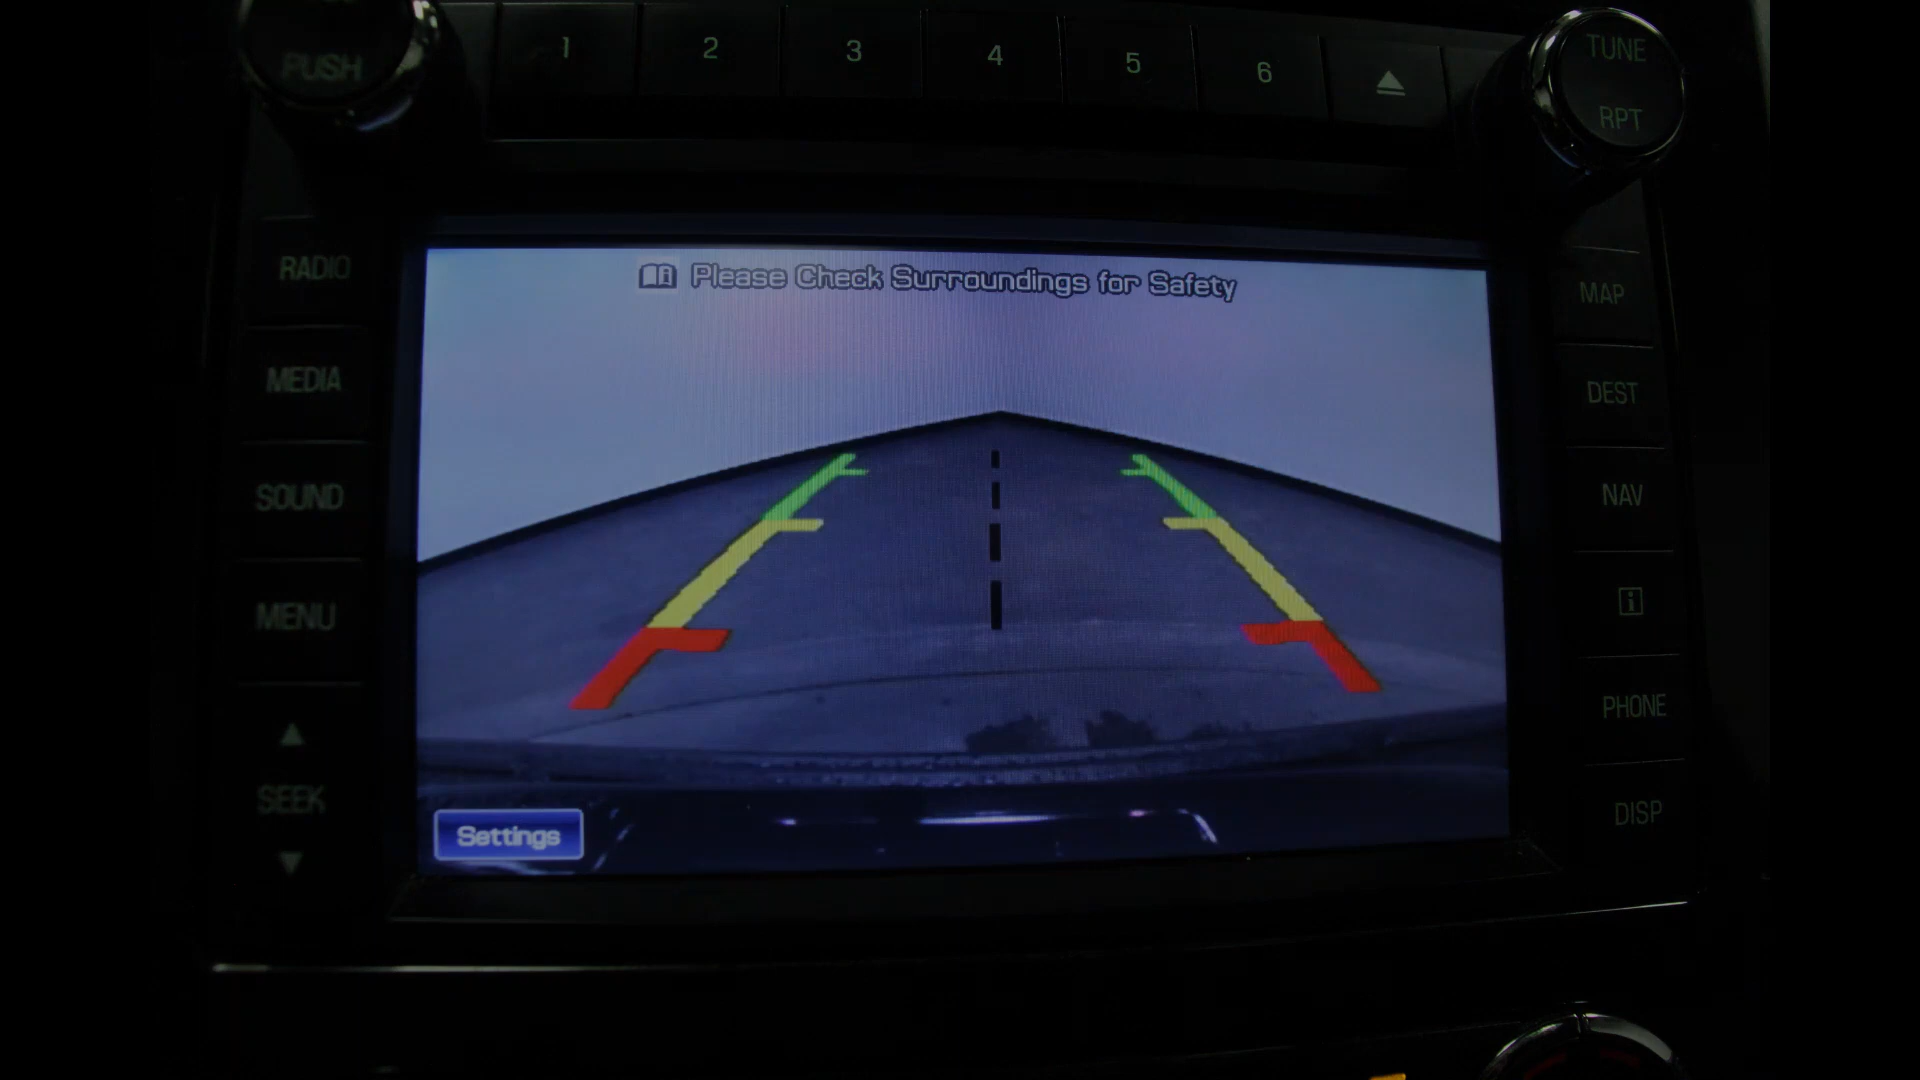 PUSH
1
2
3
4
5
6
TUNE
RPT
Please Check Surroundings for Safety
RADIO
MEDIA
SOUND
MENU
SEEK
MAP
DEST
NAV
i
PHONE
DISP
Settings